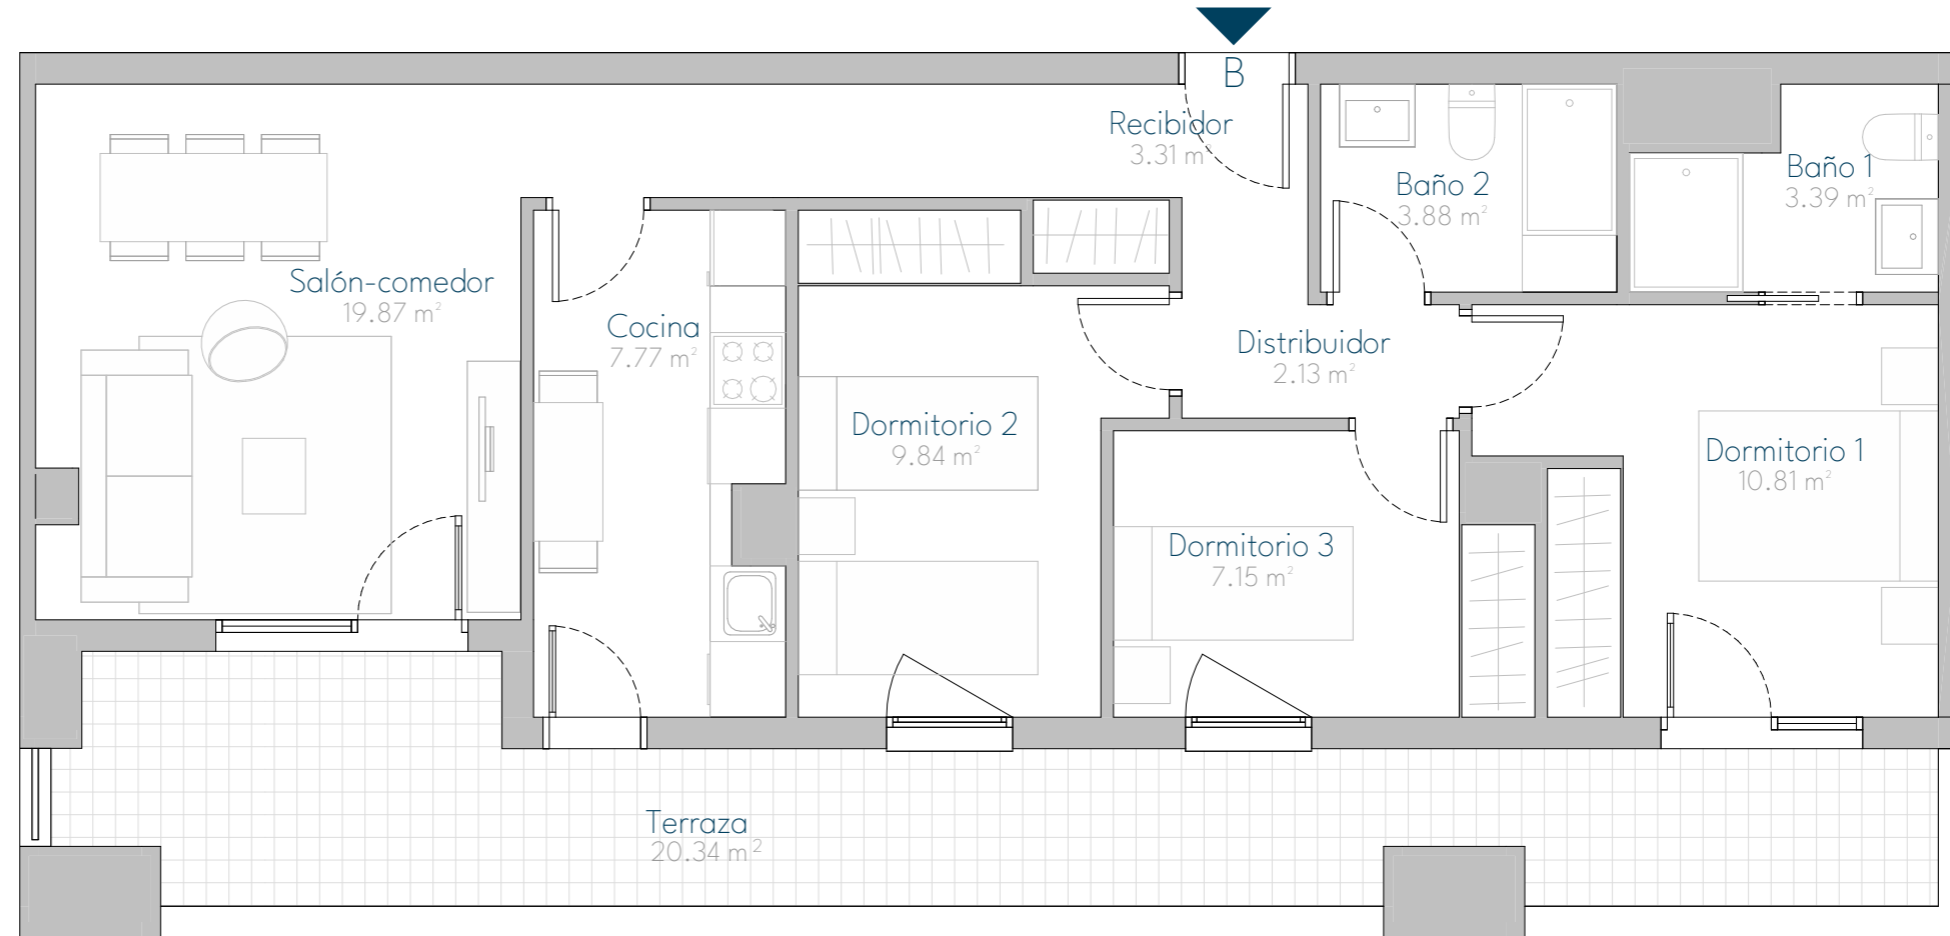 B
Recibidor
3.31 m²
Baño 2
3.88 m²
Baño 1
3.39 m²
Salón-comedor
19.87 m²
Cocina
7.77 m²
Distribuidor
2.13 m²
Dormitorio 2
9.84 m²
Dormitorio 1
10.81 m²
Dormitorio 3
7.15 m²
Terraza
20.34 m²